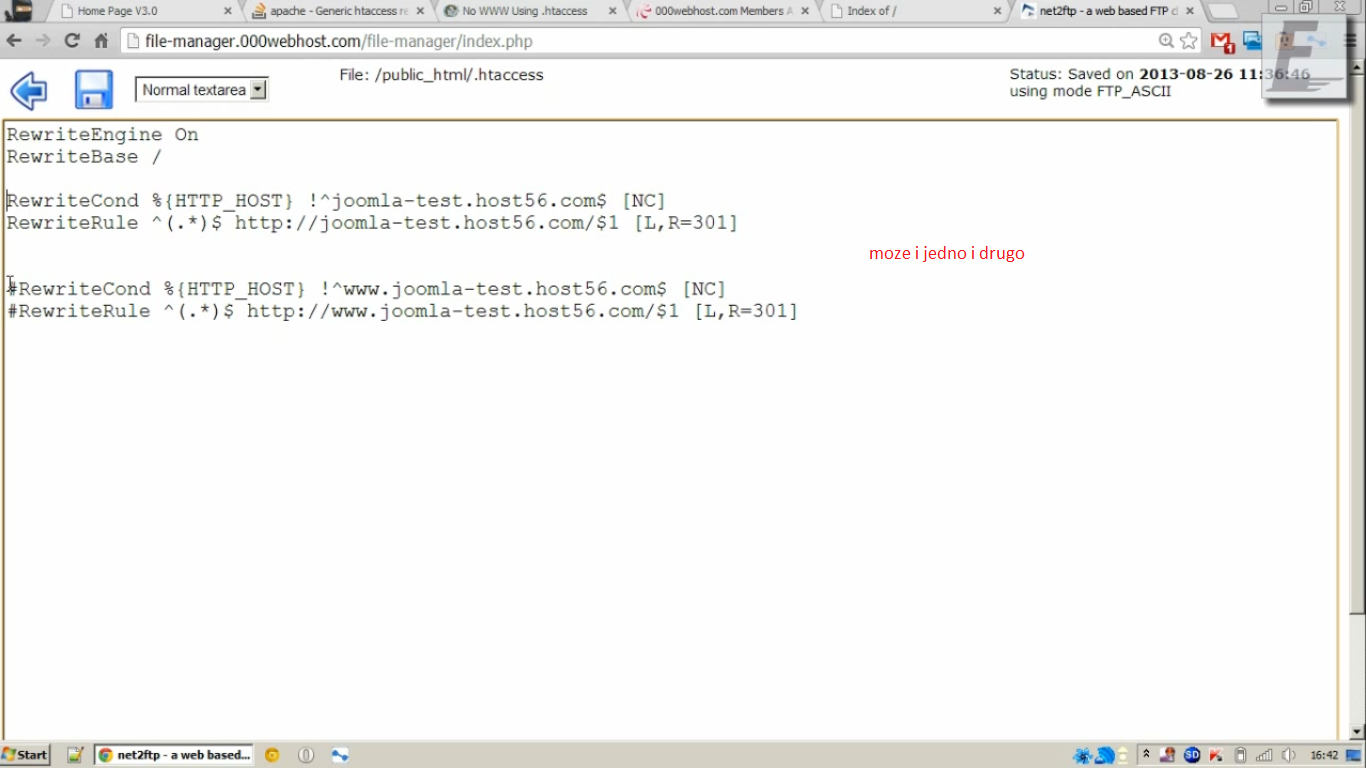 Home Page V3.0
apache - Generic htaccess re
No WWW Using .htaccess
000webhost.com Members A
Index of /
net2ftp - a web based FTP c
file-manager.000webhost.com/file-manager/index.php
Normal textarea
File: /public_html/.htaccess
Status: Saved on 2013-08-26 11:36:46
using mode FTP_ASCII
RewriteEngine On
RewriteBase /
RewriteCond %{HTTP_HOST} !^joomla-test.host56.com$ [NC]
RewriteRule ^(.*)$ http://joomla-test.host56.com/$1 [L,R=301]
moze i jedno i drugo
#RewriteCond %{HTTP_HOST} !^www.joomla-test.host56.com$ [NC]
#RewriteRule ^(.*)$ http://www.joomla-test.host56.com/$1 [L,R=301]
Start
net2ftp - a web based...
SD
16:42